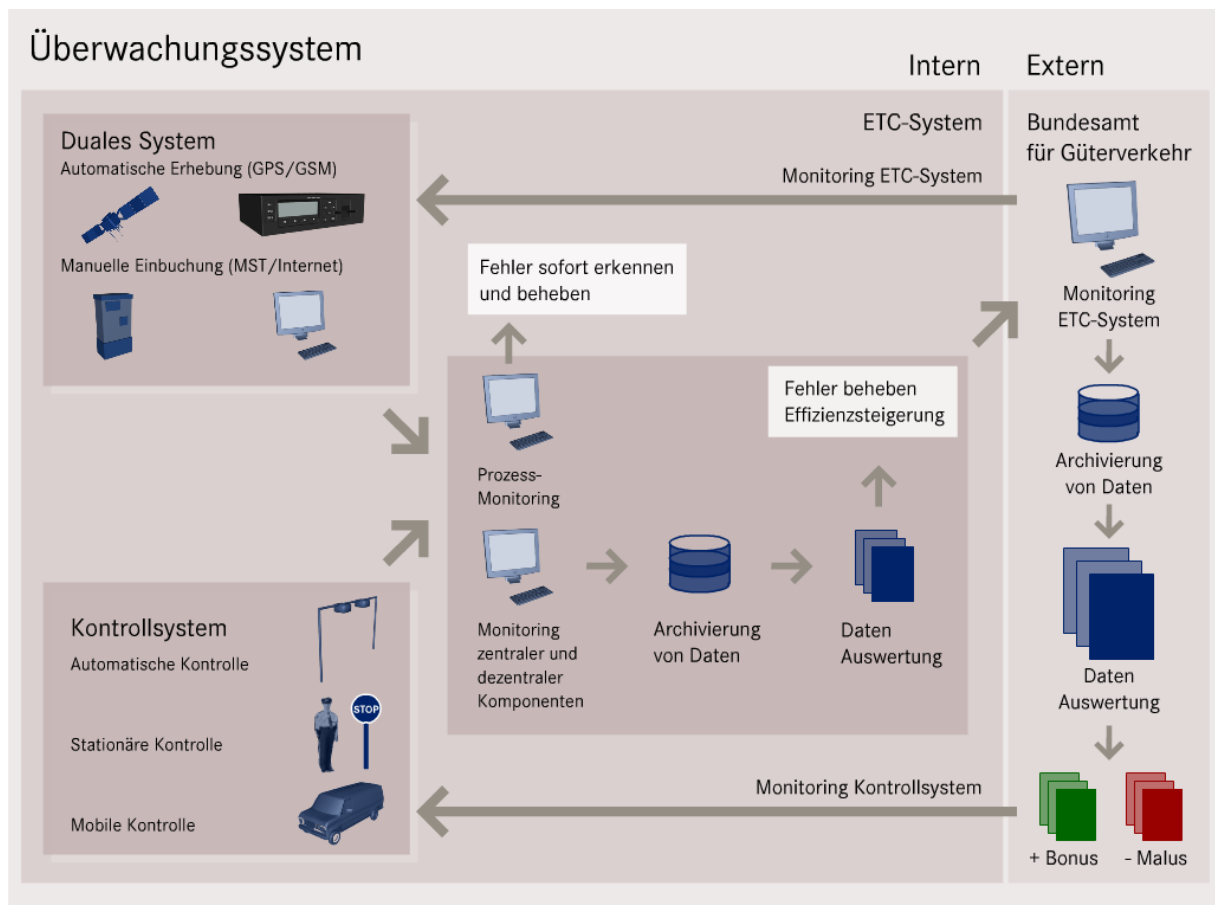 Überwachungssystem
Intern
Extern
ETC-System
Duales System
Automatische Erhebung (GPS/GSM)
Manuelle Einbuchung (MST/Internet)
Monitoring ETC-System
Fehler sofort erkennen
und beheben
Prozess-
Monitoring
Monitoring
zentraler und
dezentraler
Komponenten
Archivierung
von Daten
Daten
Auswertung
Fehler beheben
Effizienzsteigerung
Kontrollsystem
Automatische Kontrolle
STOP
Stationäre Kontrolle
Mobile Kontrolle
Monitoring Kontrollsystem
Bundesamt
für Güterverkehr
Monitoring
ETC-System
Archivierung
von Daten
Daten
Auswertung
+ Bonus
- Malus